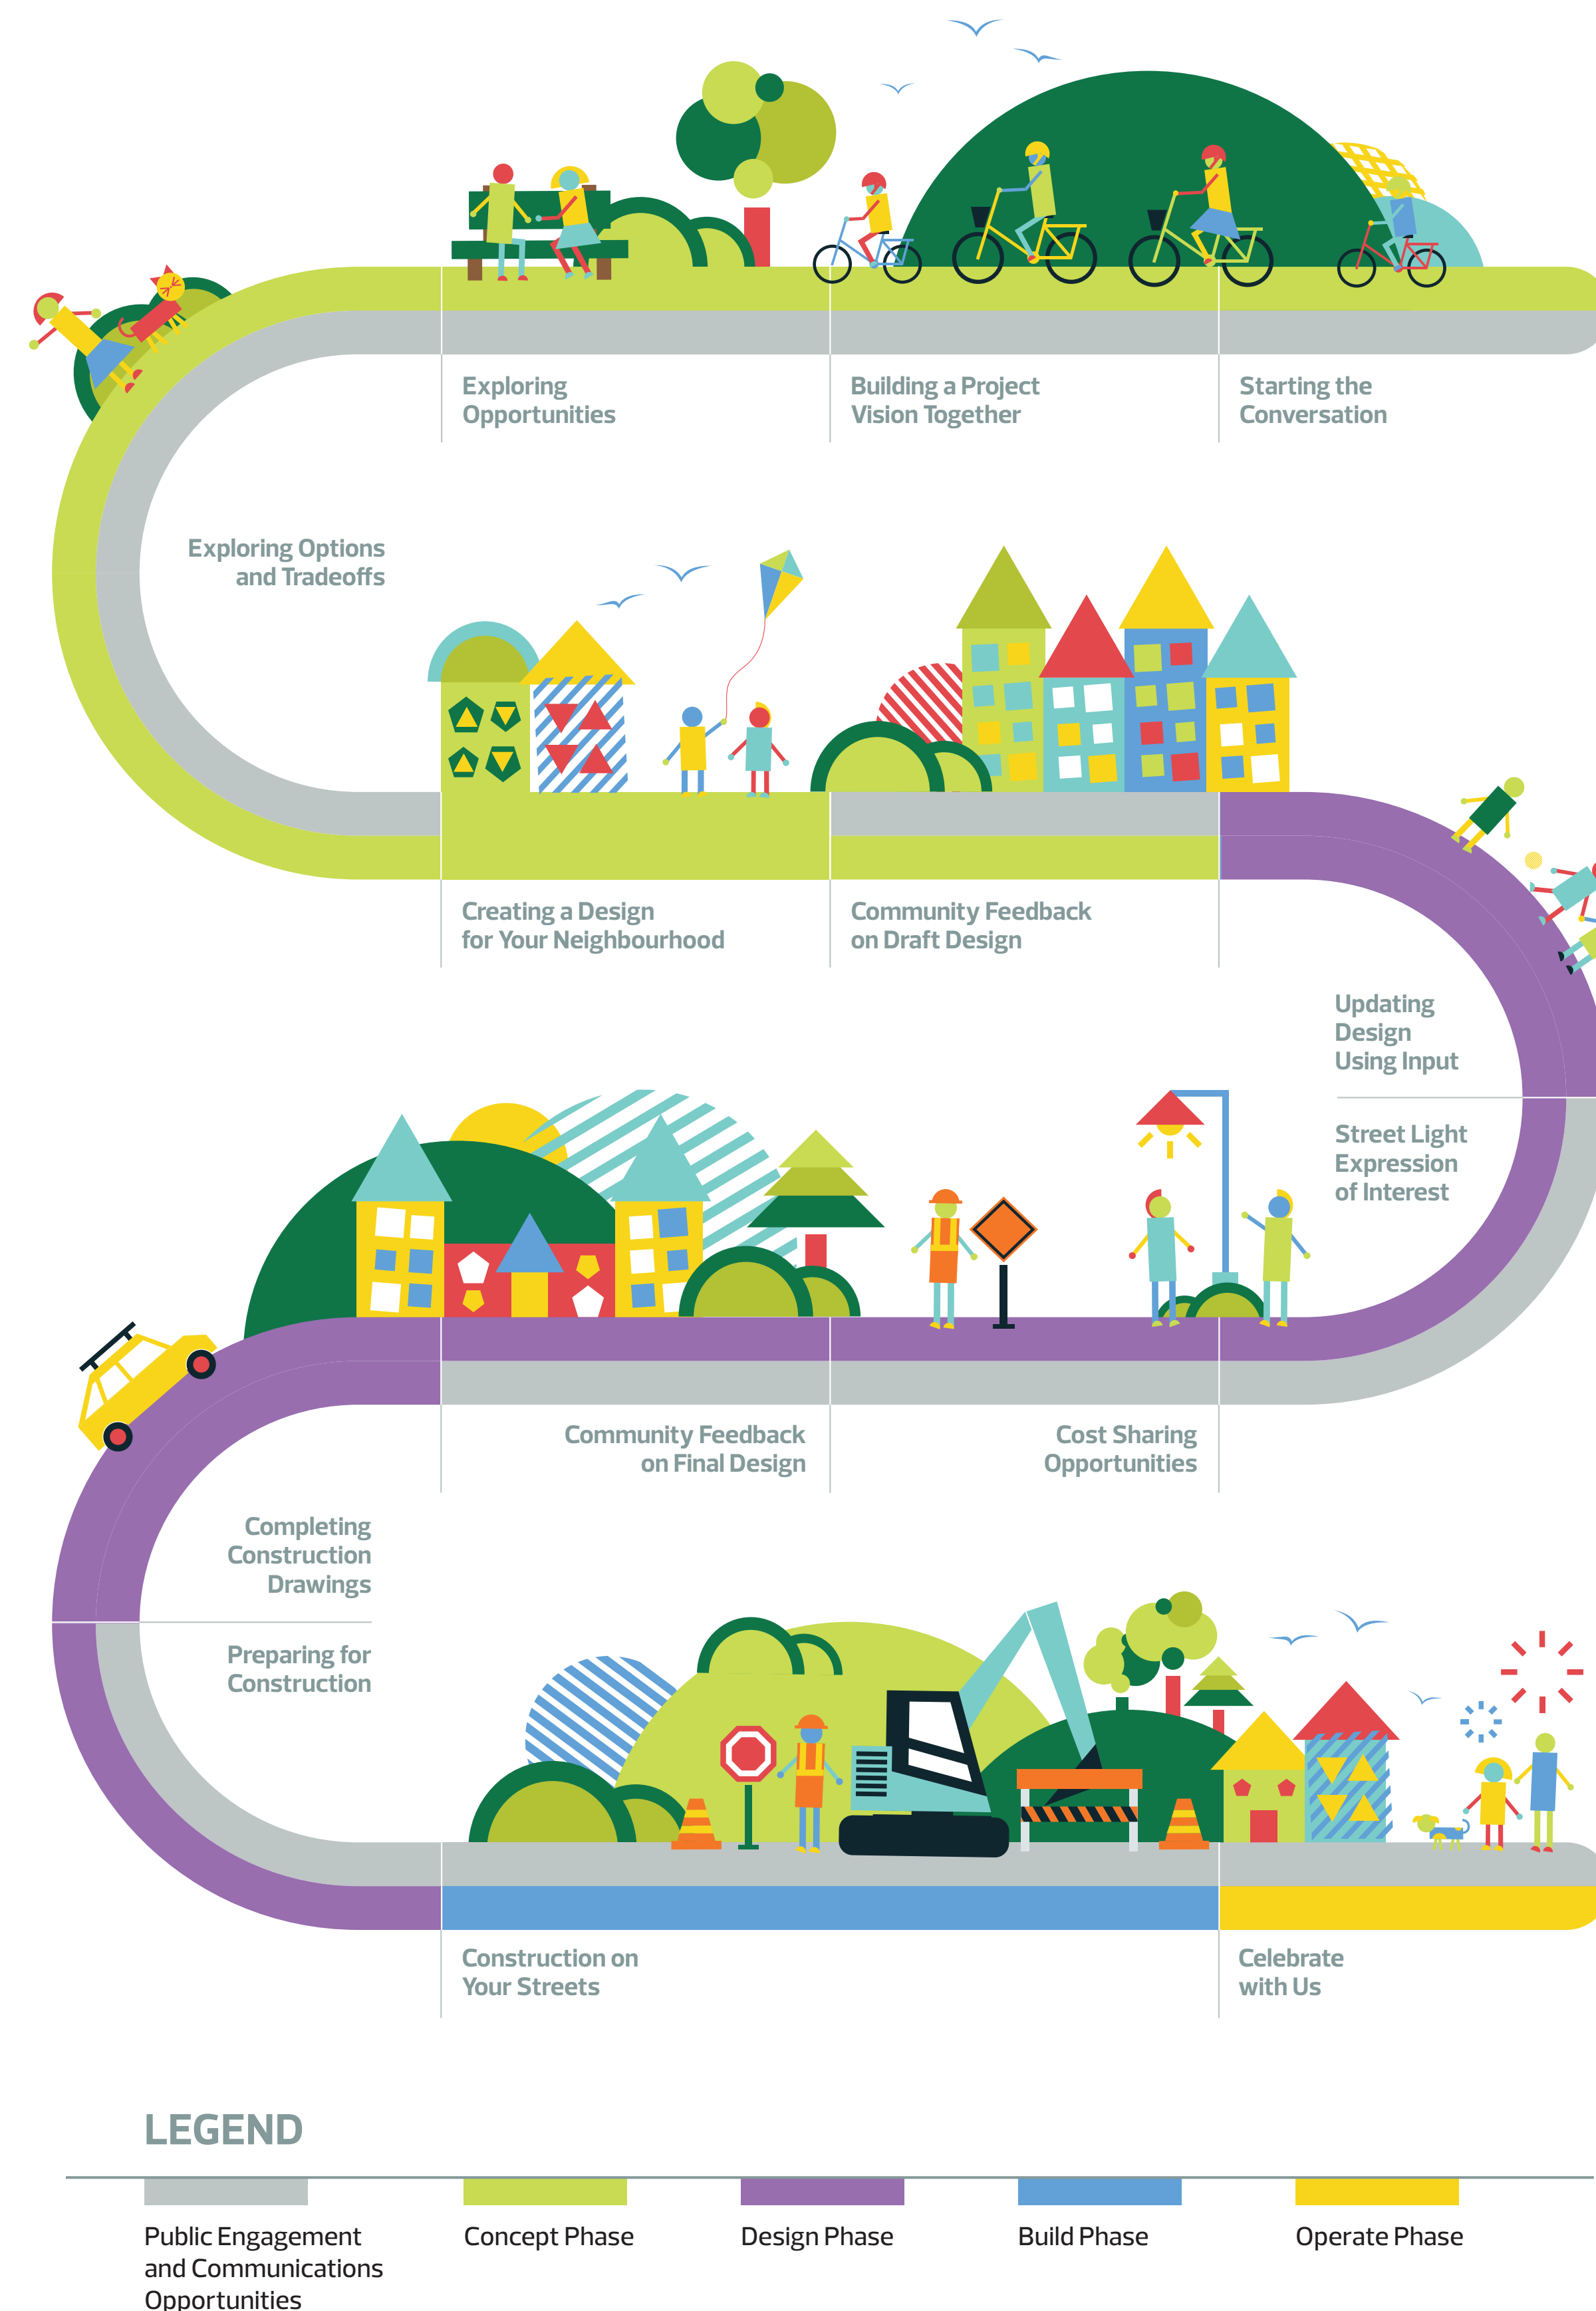 Exploring
Opportunities
Building a Project
Vision Together
Starting the
Conversation
Exploring Options
and Tradeoffs
Creating a Design
for Your Neighbourhood
Community Feedback
on Draft Design
Updating
Design
Using Input
Street Light
Expression
of Interest
Community Feedback
on Final Design
Cost Sharing
Opportunities
Completing
Construction
Drawings
Preparing for
Construction
Construction on
Your Streets
Celebrate
with Us
LEGEND
Public Engagement
and Communications
Opportunities
Concept Phase
Design Phase
Build Phase
Operate Phase